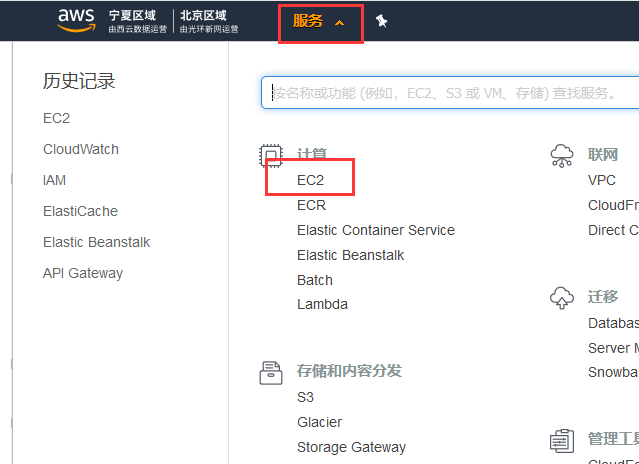 aws 宁夏区域 北京区域 服务
由西云数据运营 由光环新网运营
历史记录
EC2
CloudWatch
IAM
ElastiCache
Elastic Beanstalk
API Gateway
按名称或功能 (例如，EC2、S3 或 VM、存储) 查找服务。
计算
EC2
ECR
Elastic Container Service
Elastic Beanstalk
Batch
Lambda
存储和内容分发
S3
Glacier
Storage Gateway
联网
VPC
CloudFr
Direct C
迁移
Databas
Server M
Snowba
管理工具